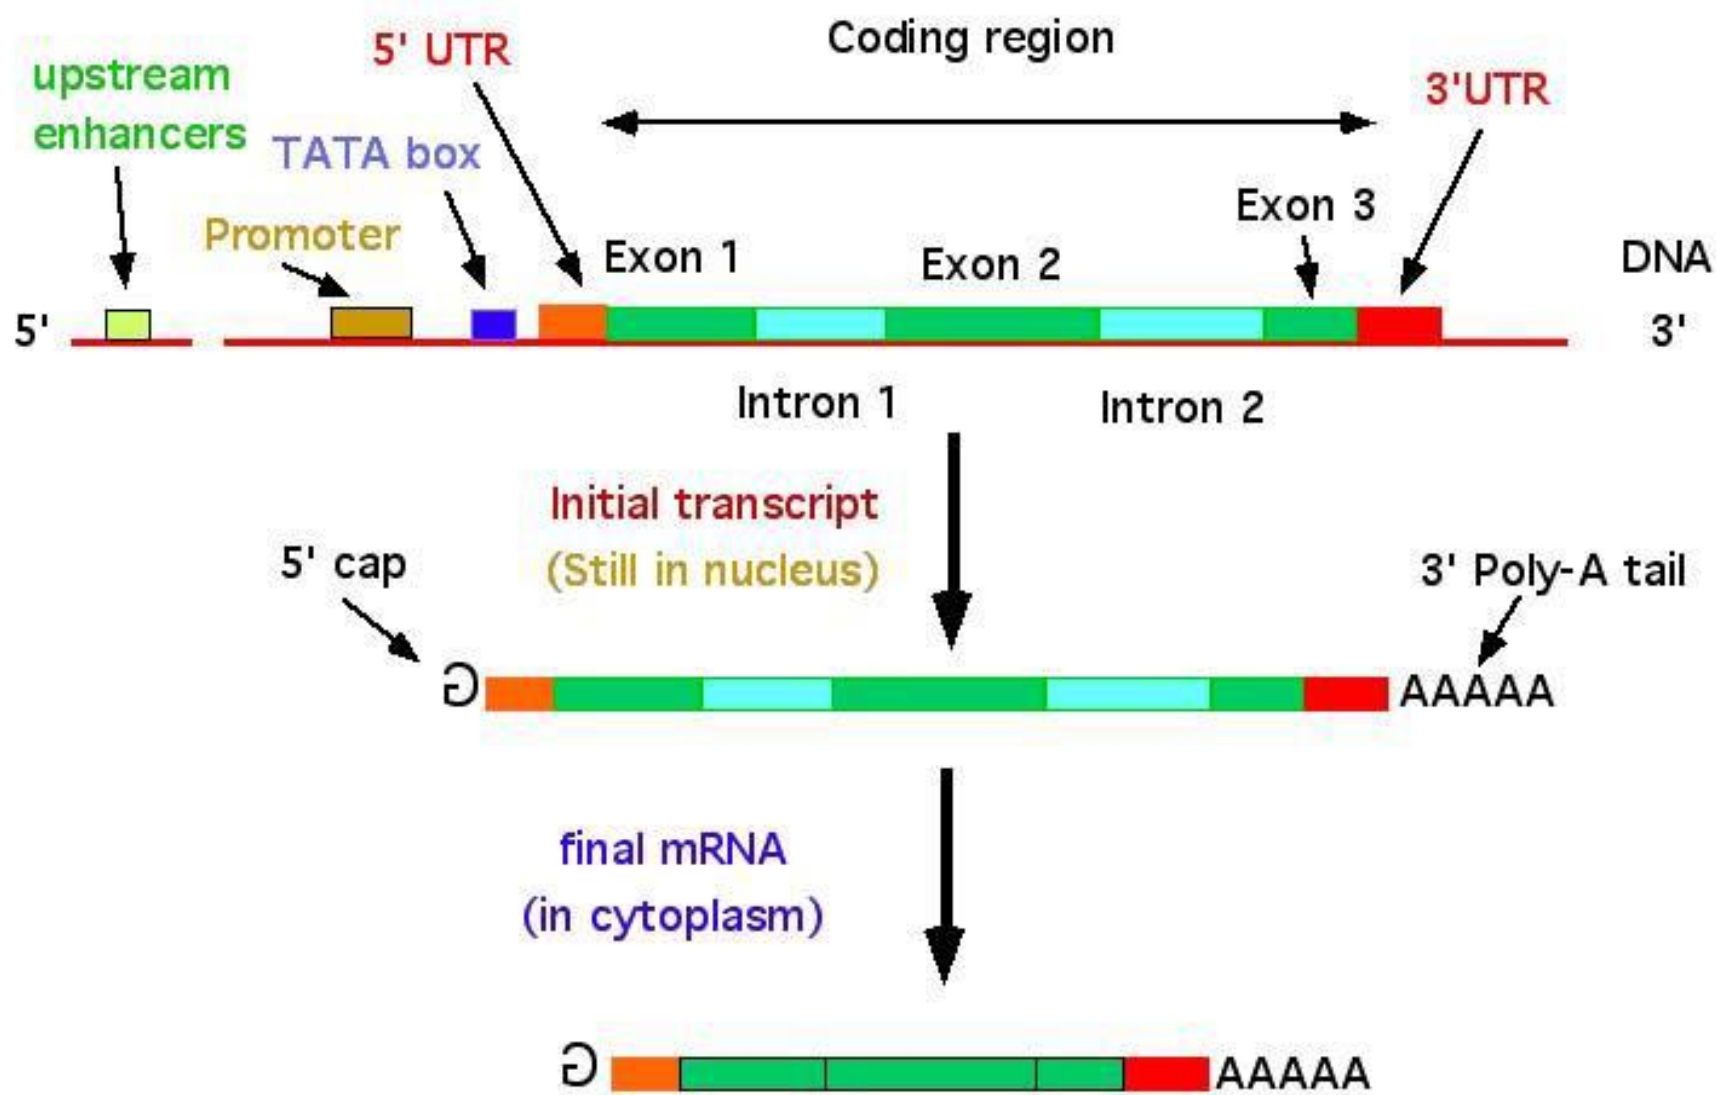 5' UTR
Coding region
upstream
enhancers
3'UTR
TATA box
Promoter
Exon 1
Exon 2
Exon 3
DNA
5'
3'
Intron 1
Intron 2
Initial transcript
(Still in nucleus)
5' cap
3' Poly-A tail
G
AAAAA
final mRNA
(in cytoplasm)
G
AAAAA